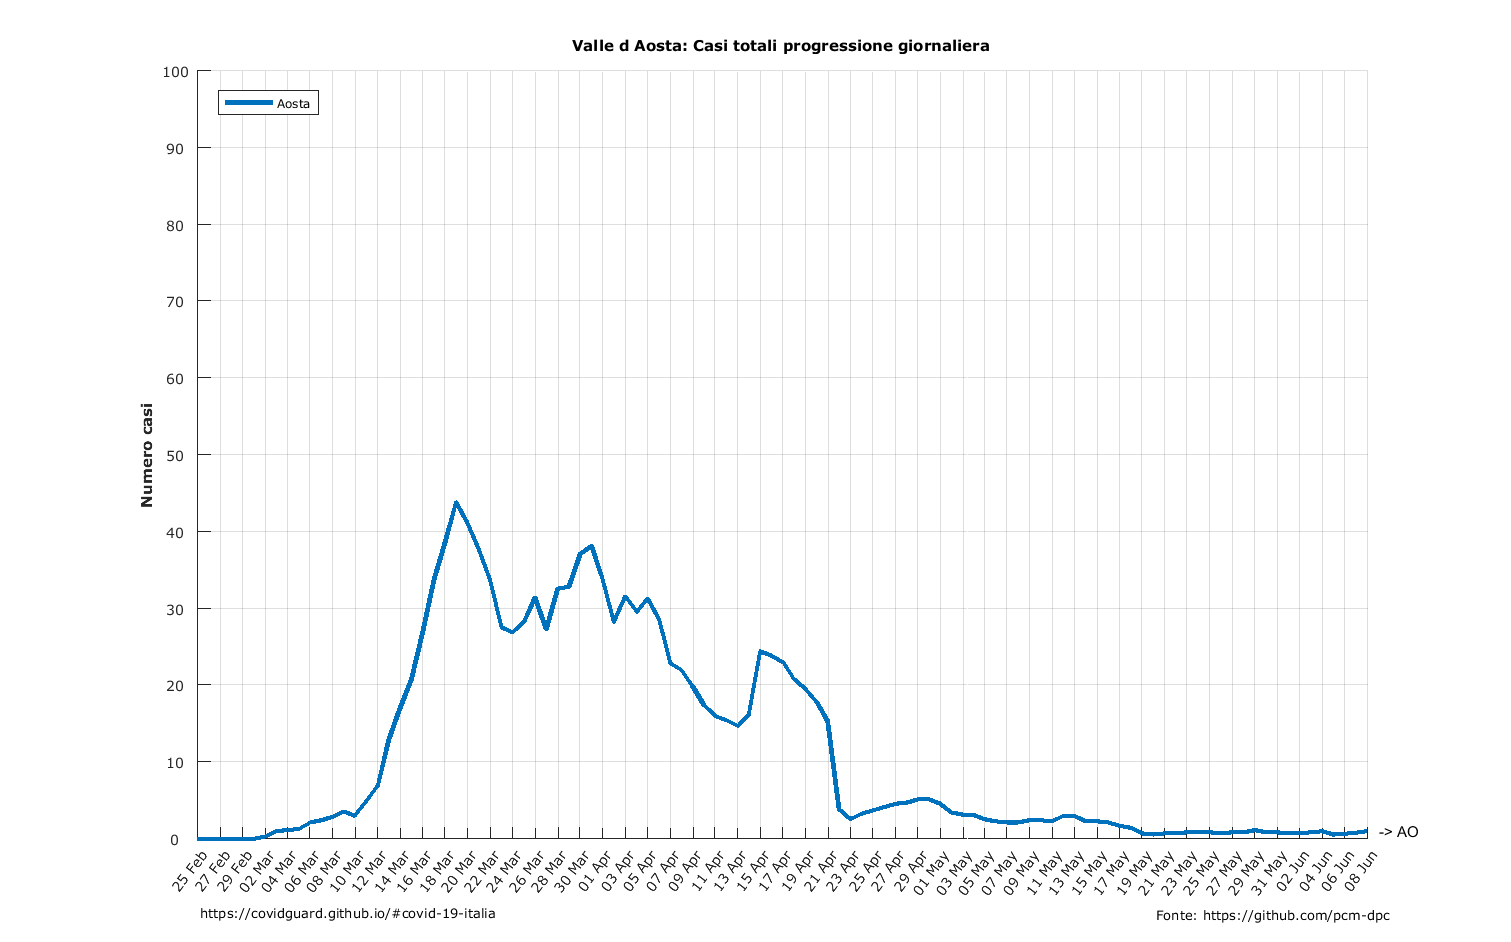 Valle d Aosta: Casi totali progressione giornaliera
Aosta
Numero casi
100
90
80
70
60
50
40
30
20
10
0
25 Feb
27 Feb
29 Feb
02 Mar
04 Mar
06 Mar
08 Mar
10 Mar
12 Mar
14 Mar
16 Mar
18 Mar
20 Mar
22 Mar
24 Mar
26 Mar
28 Mar
30 Mar
01 Apr
03 Apr
05 Apr
07 Apr
09 Apr
11 Apr
13 Apr
15 Apr
17 Apr
19 Apr
21 Apr
23 Apr
25 Apr
27 Apr
29 Apr
01 May
03 May
05 May
07 May
09 May
11 May
13 May
15 May
17 May
19 May
21 May
23 May
25 May
27 May
29 May
31 May
02 Jun
04 Jun
06 Jun
08 Jun
-> AO
https://covidguard.github.io/#covid-19-italia
Fonte: https://github.com/pcm-dpc